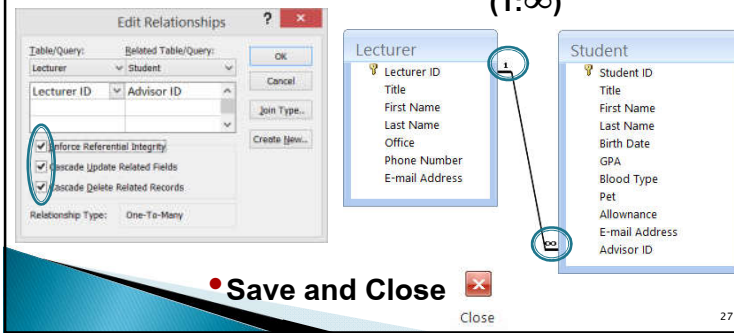 (1:∞)
Edit Relationships ?
Table/Query: Related Table/Query:
Lecturer Student
Lecturer ID Advisor ID
OK
Cancel
Join Type..
Create New...
Enforce Referential Integrity
Cascade Update Related Fields
Cascade Delete Related Records
Relationship Type: One-To-Many
Lecturer
Lecturer ID
Title
First Name
Last Name
Office
Phone Number
E-mail Address
1
∞
Student
Student ID
Title
First Name
Last Name
Birth Date
GPA
Blood Type
Pet
Allownance
E-mail Address
Advisor ID
•Save and Close
Close
27